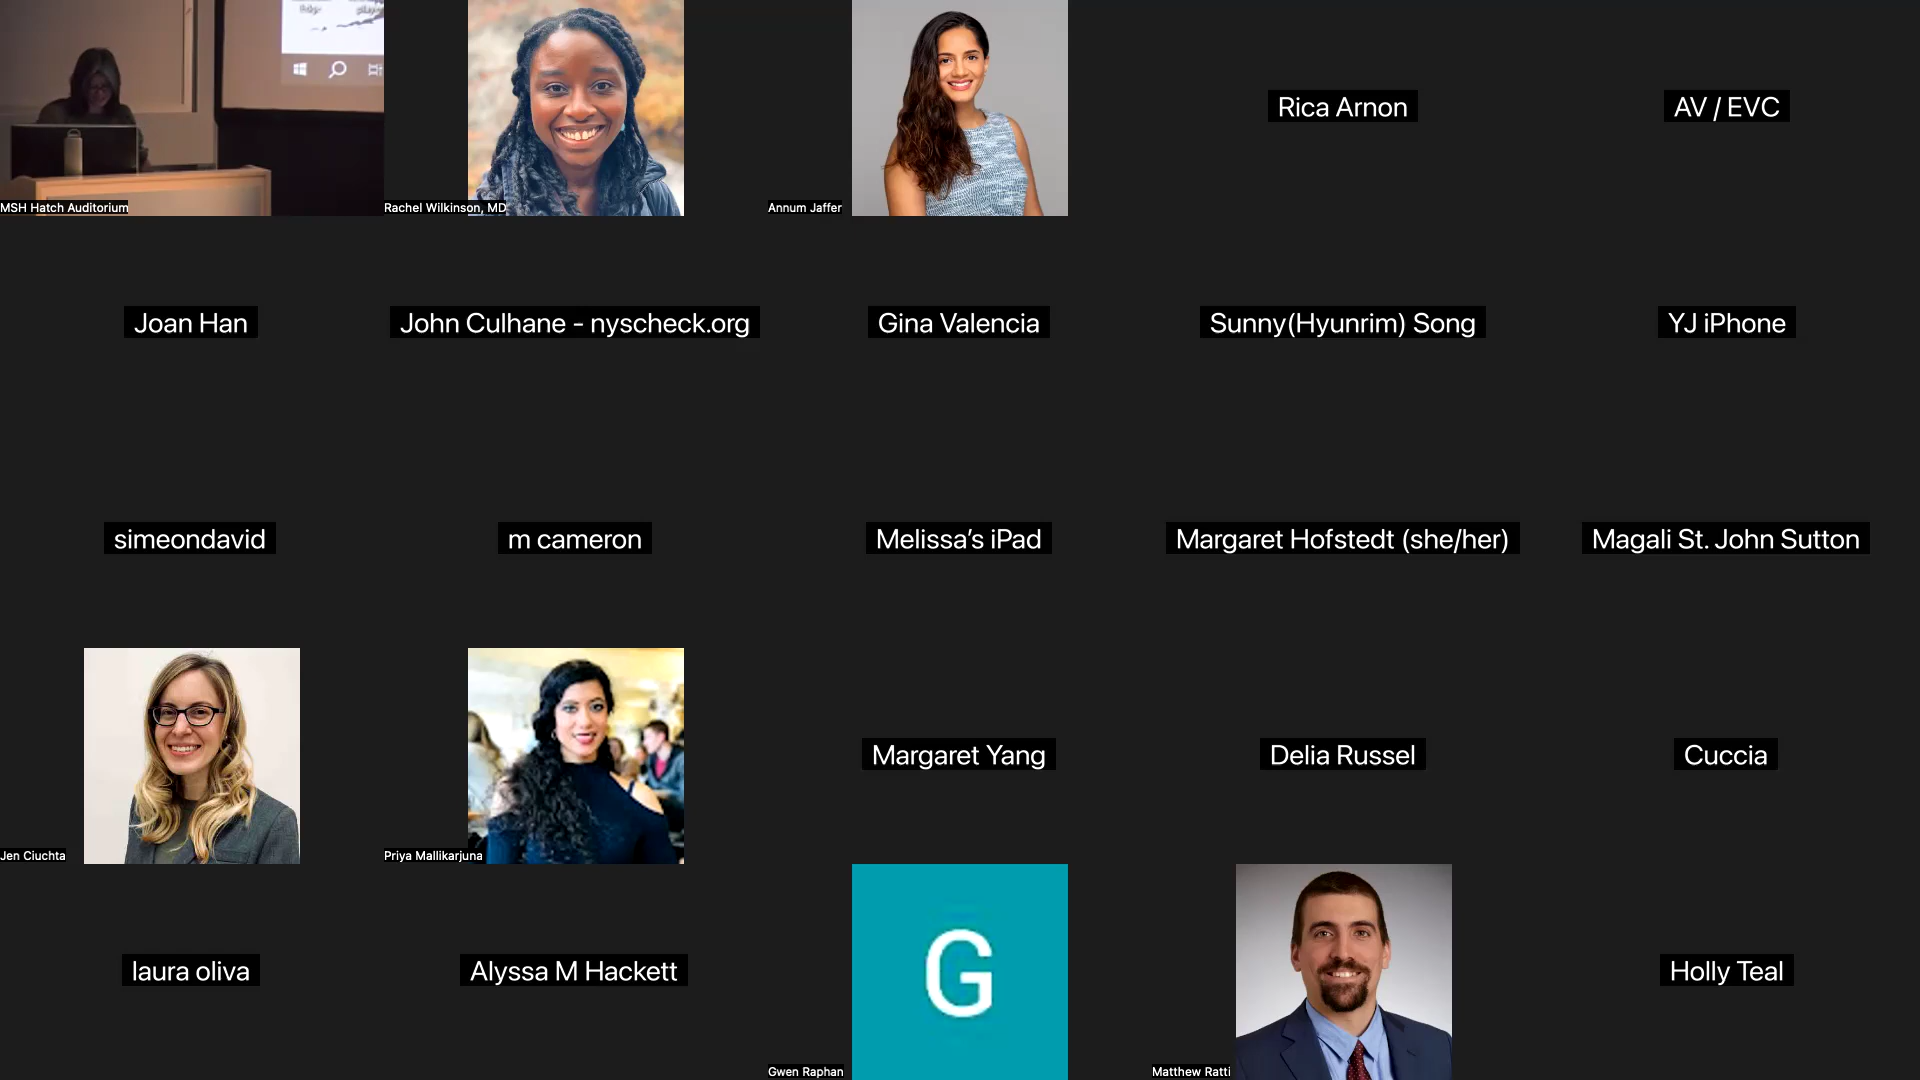 MSH Hatch Auditorium
Rachel Wilkinson, MD
Annum Jaffer
Rica Arnon
AV / EVC
Joan Han
John Culhane - nyscheck.org
Gina Valencia
Sunny(Hyunrim) Song
YJ iPhone
simeondavid
m cameron
Melissa’s iPad
Margaret Hofstedt (she/her)
Magali St. John Sutton
Jen Ciuchta
Priya Mallikarjuna
Margaret Yang
Delia Russel
Cuccia
laura oliva
Alyssa M Hackett
G
Gwen Raphan
Matthew Ratti
Holly Teal